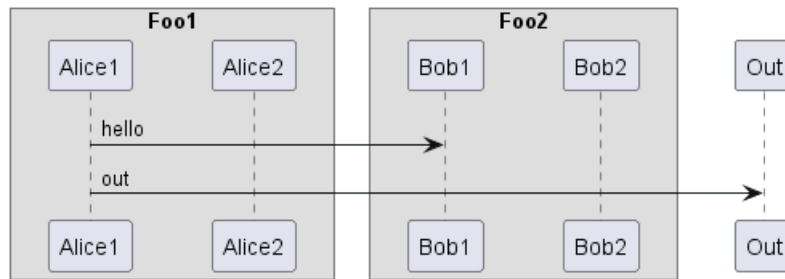 Foo1 Foo2
Alice1 Alice2 Bob1 Bob2 Out
hello
out
Alice1 Alice2 Bob1 Bob2 Out